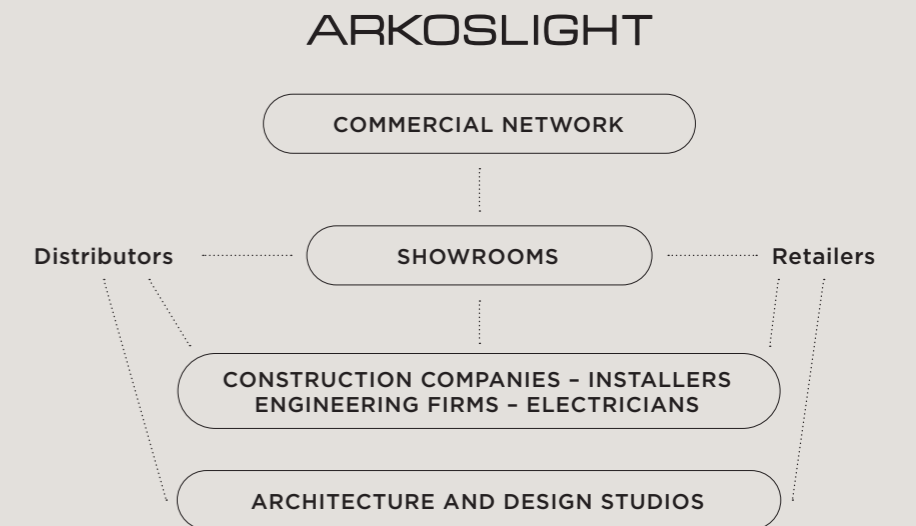 ARKOSLIGHT
COMMERCIAL NETWORK
Distributors
SHOWROOMS
Retailers
CONSTRUCTION COMPANIES – INSTALLERS
ENGINEERING FIRMS – ELECTRICIANS
ARCHITECTURE AND DESIGN STUDIOS